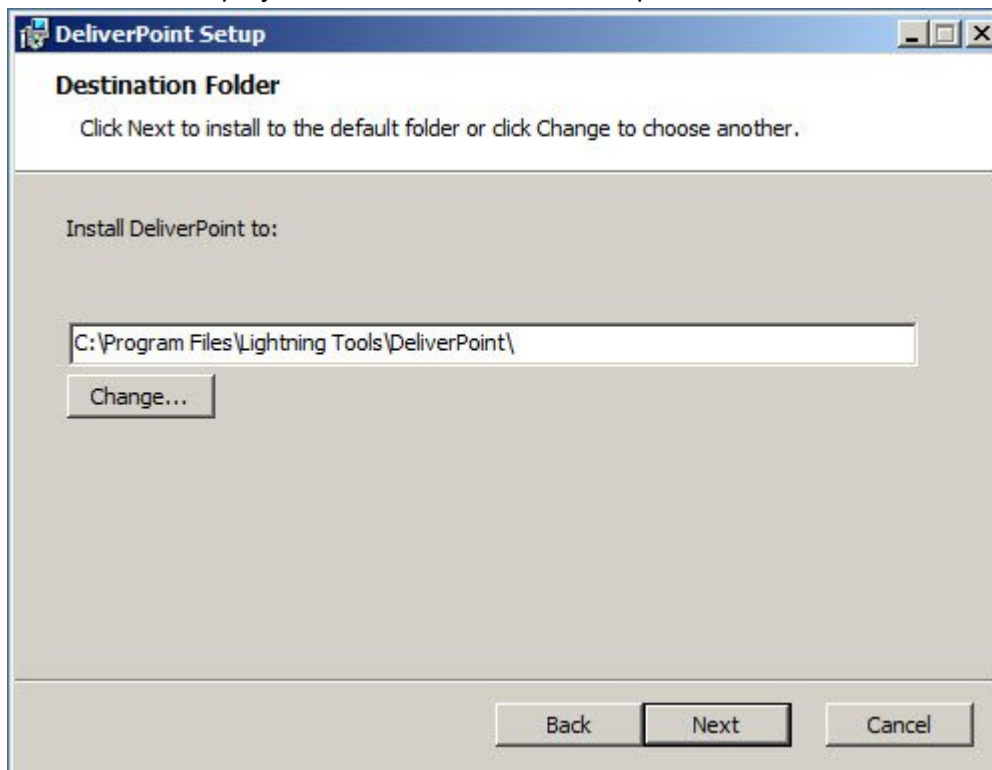 DeliverPoint Setup
Destination Folder
Click Next to install to the default folder or click Change to choose another.
Install DeliverPoint to:
C:\Program Files\Lightning Tools\DeliverPoint\
Change...
Back Next Cancel